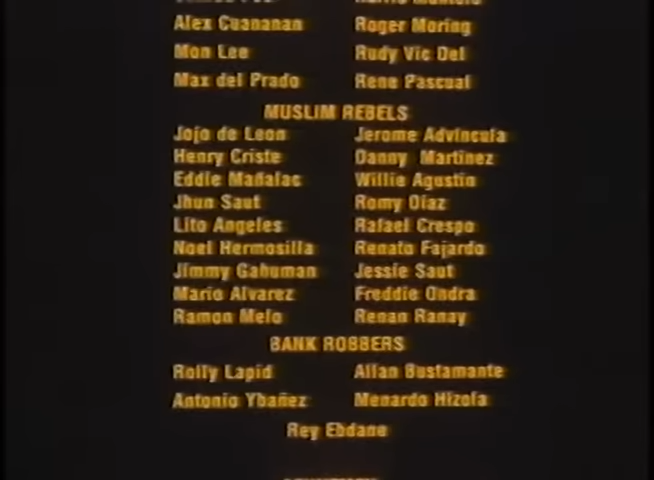 Alex Cuananan Roger Moring
Mon Lee Rudy Vic Del
Max del Prado Rene Pascual
MUSLIM REBELS
Jojo de Leon Jerome Advincula
Henry Criste Danny Martinez
Eddie Mañalac Willie Agustin
Jhun Saut Romy Diaz
Lito Angeles Rafael Crespo
Noel Hermosilla Renato Fajardo
Jimmy Gahuman Jessie Saut
Mario Alvarez Freddie Ondra
Ramon Melo Renan Ranay
BANK ROBBERS
Rolly Lapid Allan Bustamante
Antonio Ybañez Menardo Hizola
Rey Ebdane